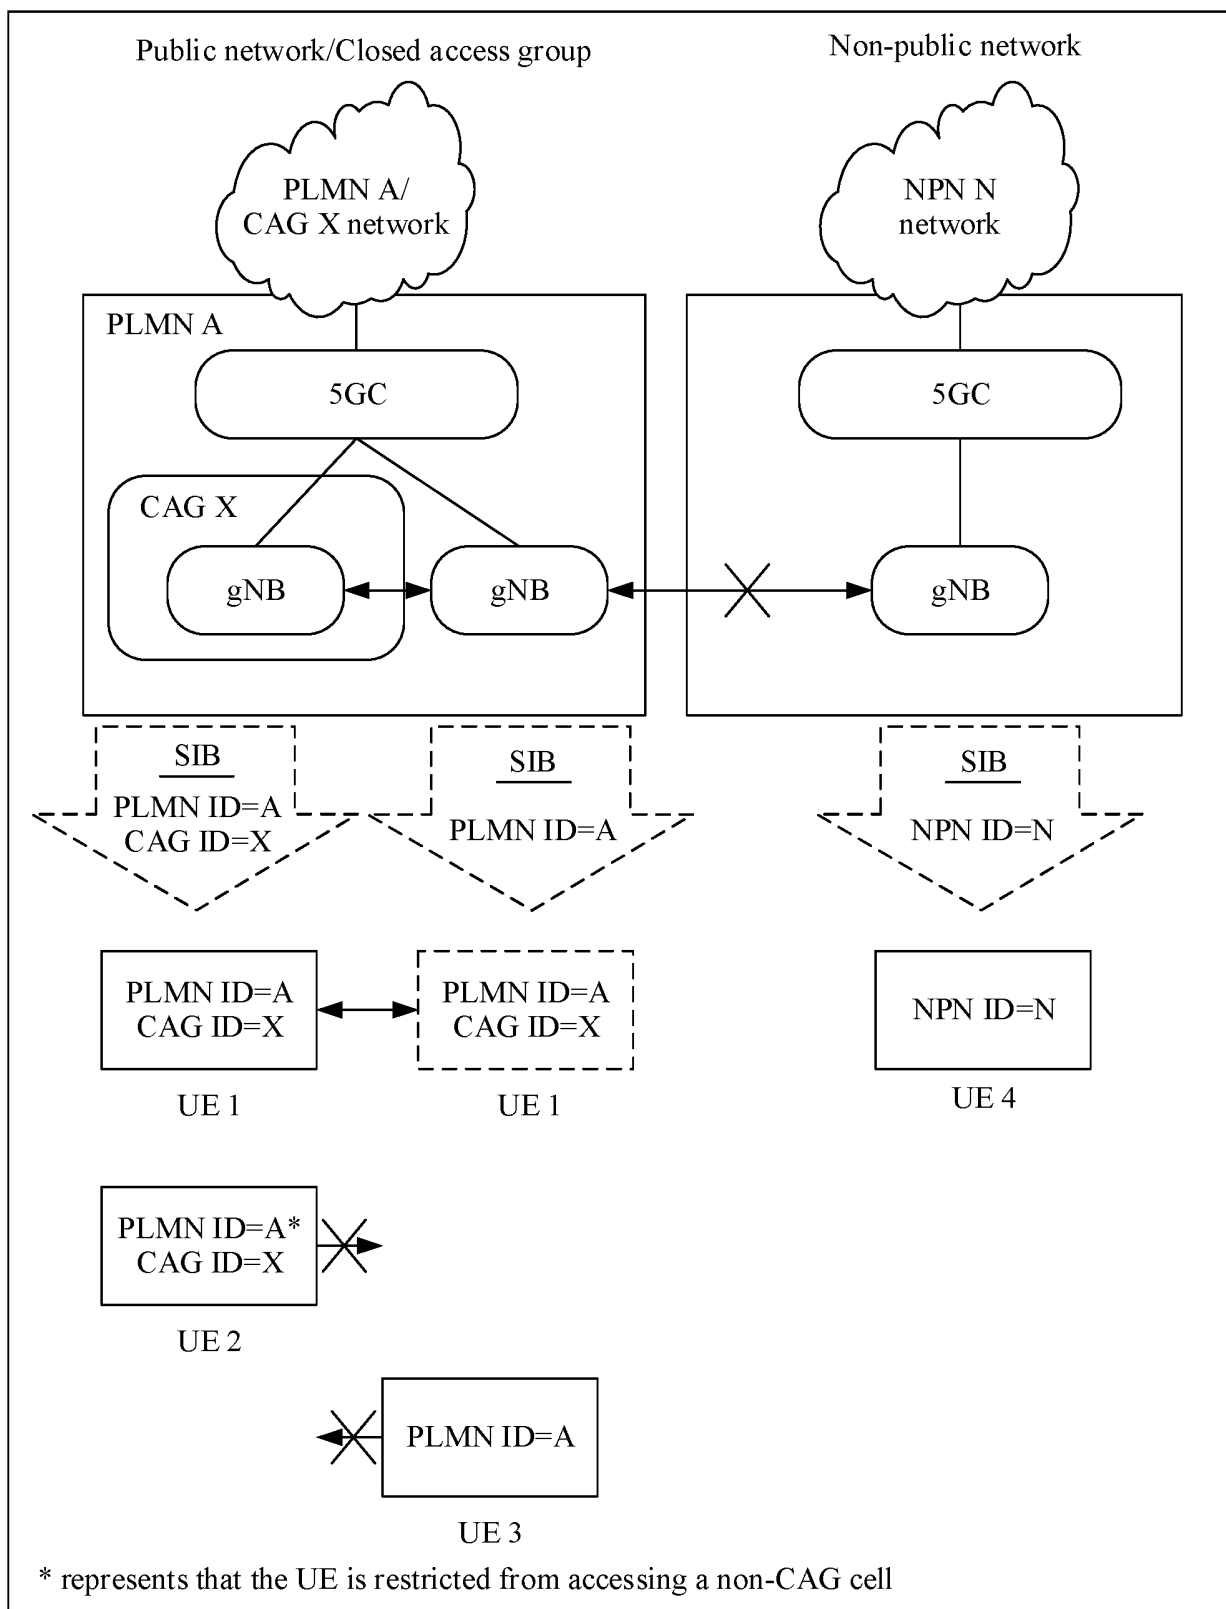 Public network/Closed access group
Non-public network
PLMN A/
CAG X network
NPN N
network
PLMN A
5GC
5GC
CAG X
gNB
gNB
gNB
SIB
PLMN ID=A
CAG ID=X
SIB
PLMN ID=A
SIB
NPN ID=N
PLMN ID=A
CAG ID=X
UE 1
PLMN ID=A
CAG ID=X
UE 1
NPN ID=N
UE 4
PLMN ID=A*
CAG ID=X
UE 2
PLMN ID=A
UE 3
* represents that the UE is restricted from accessing a non-CAG cell